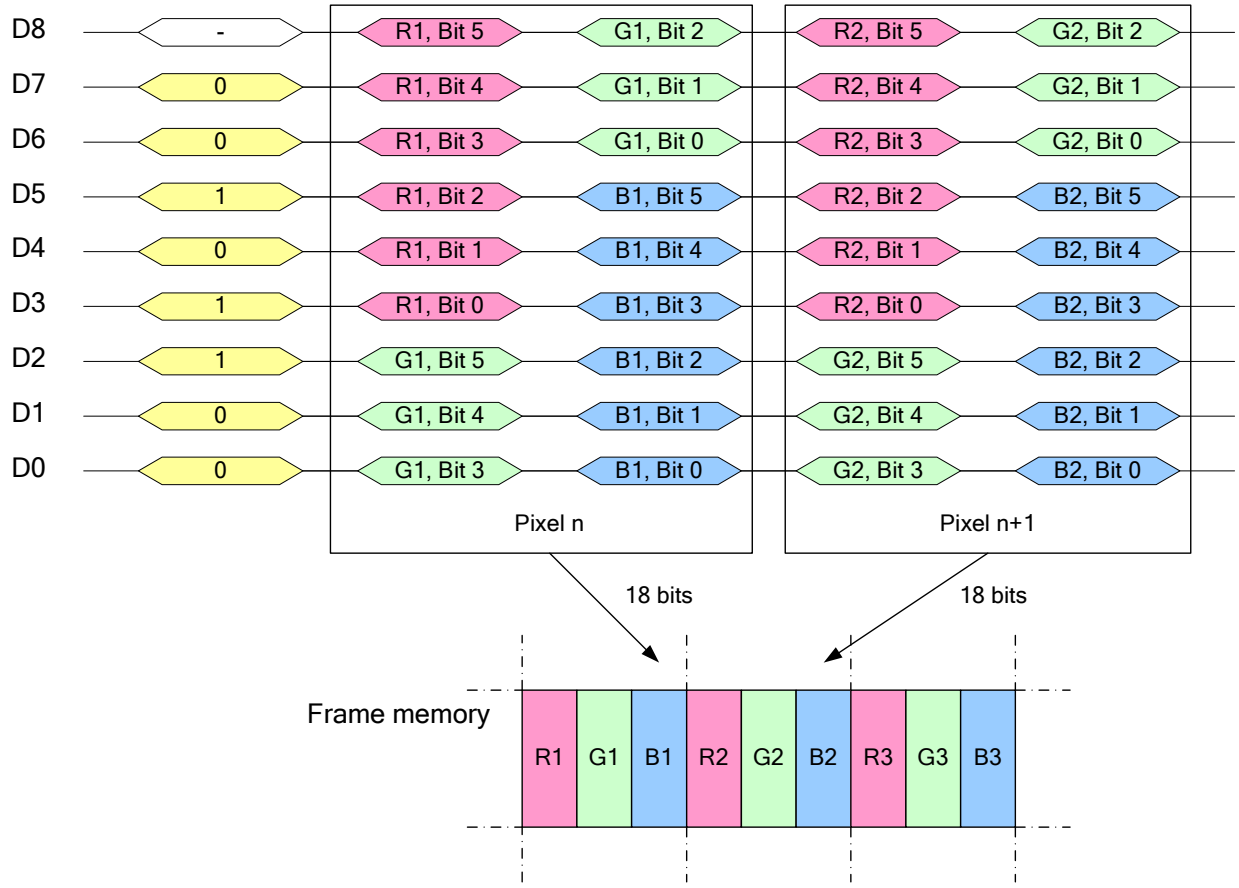 D8 - R1, Bit 5 G1, Bit 2 R2, Bit 5 G2, Bit 2
D7 0 R1, Bit 4 G1, Bit 1 R2, Bit 4 G2, Bit 1
D6 0 R1, Bit 3 G1, Bit 0 R2, Bit 3 G2, Bit 0
D5 1 R1, Bit 2 B1, Bit 5 R2, Bit 2 B2, Bit 5
D4 0 R1, Bit 1 B1, Bit 4 R2, Bit 1 B2, Bit 4
D3 1 R1, Bit 0 B1, Bit 3 R2, Bit 0 B2, Bit 3
D2 1 G1, Bit 5 B1, Bit 2 G2, Bit 5 B2, Bit 2
D1 0 G1, Bit 4 B1, Bit 1 G2, Bit 4 B2, Bit 1
D0 0 G1, Bit 3 B1, Bit 0 G2, Bit 3 B2, Bit 0
Pixel n Pixel n+1
18 bits 18 bits
Frame memory
R1 G1 B1 R2 G2 B2 R3 G3 B3